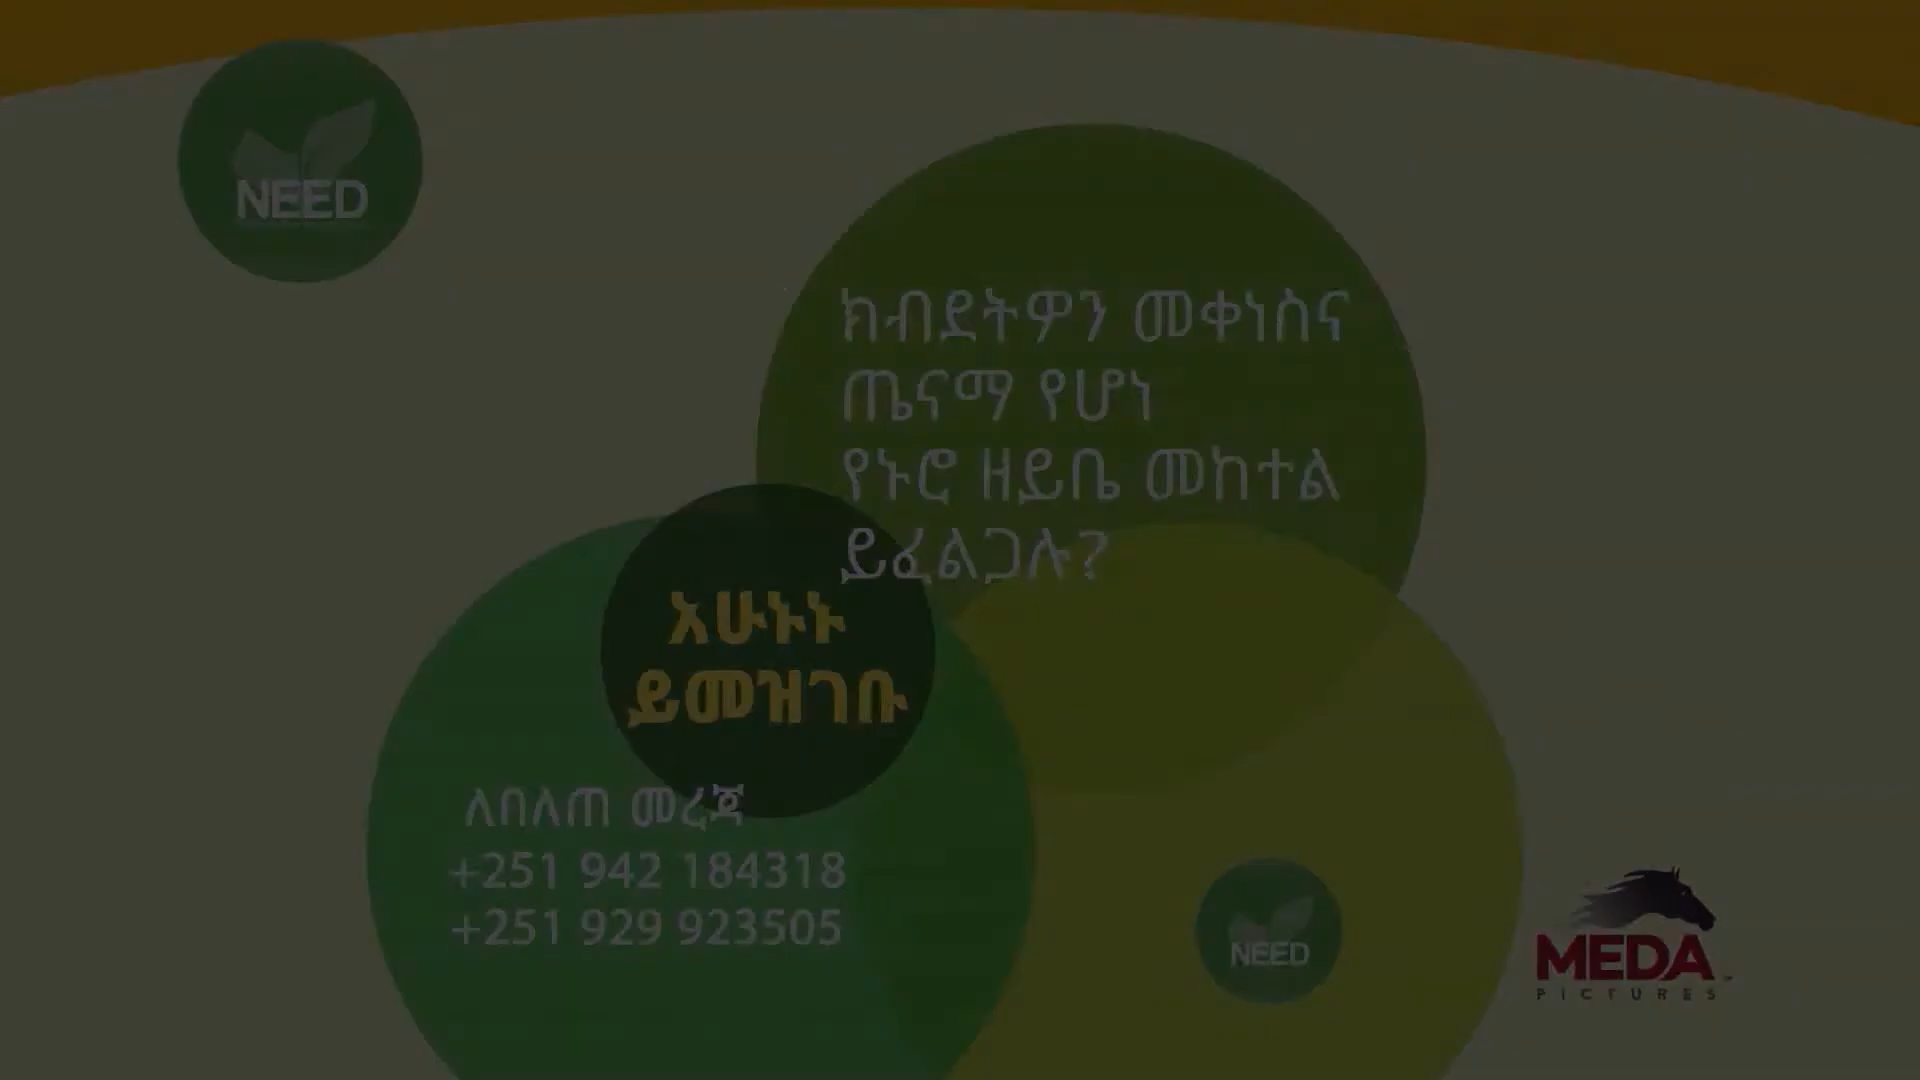 NEED
ክብደትዎን መቀነስና
ጤናማ የሆነ
የኑሮ ዘይቤ መከተል
ይፈልጋሉ?
አሁኑኑ
ይመዝገቡ
ለበለጠ መረጃ
+251 942 184318
+251 929 923505
NEED
MEDA
PICTURES